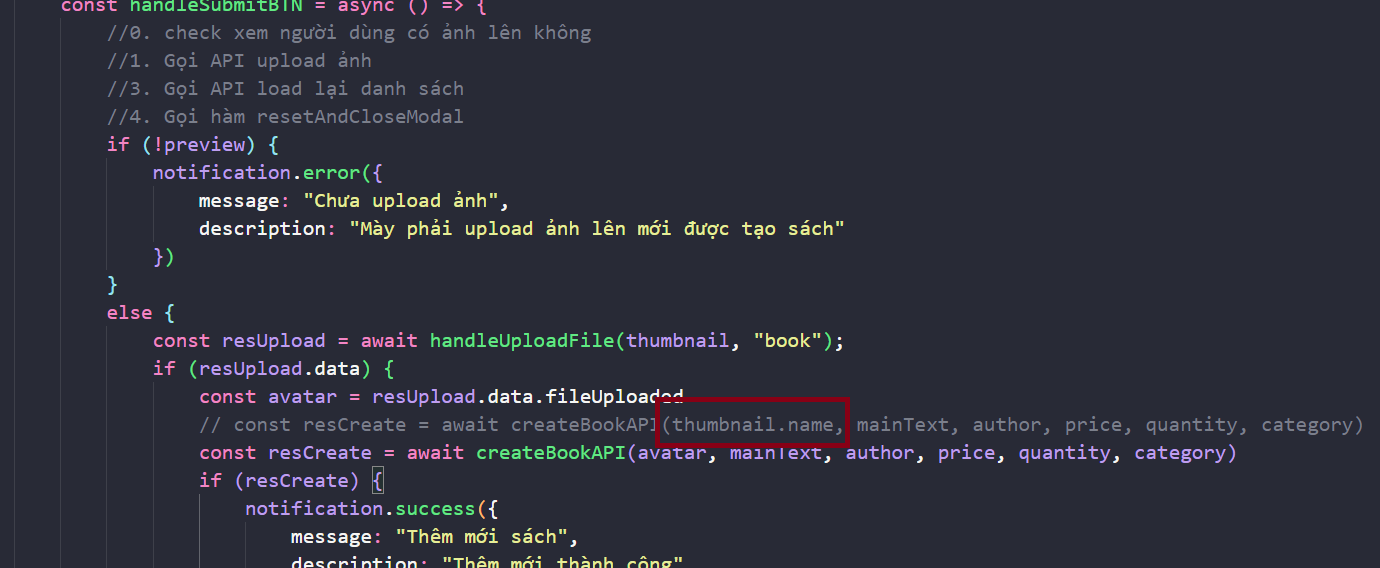 const handleSubmitBTN = async () => {
//0. check xem người dùng có ảnh lên không
//1. Gọi API upload ảnh
//3. Gọi API load lại danh sách
//4. Gọi hàm resetAndCloseModal
if (!preview) {
notification.error({
message: "Chưa upload ảnh",
description: "Mày phải upload ảnh lên mới được tạo sách"
})
}
else {
const resUpload = await handleUploadFile(thumbnail, "book");
if (resUpload.data) {
const avatar = resUpload.data.fileUploaded
// const resCreate = await createBookAPI(thumbnail.name, mainText, author, price, quantity, category)
const resCreate = await createBookAPI(avatar, mainText, author, price, quantity, category)
if (resCreate) {
notification.success({
message: "Thêm mới sách",
description: "Thêm mới thành công"